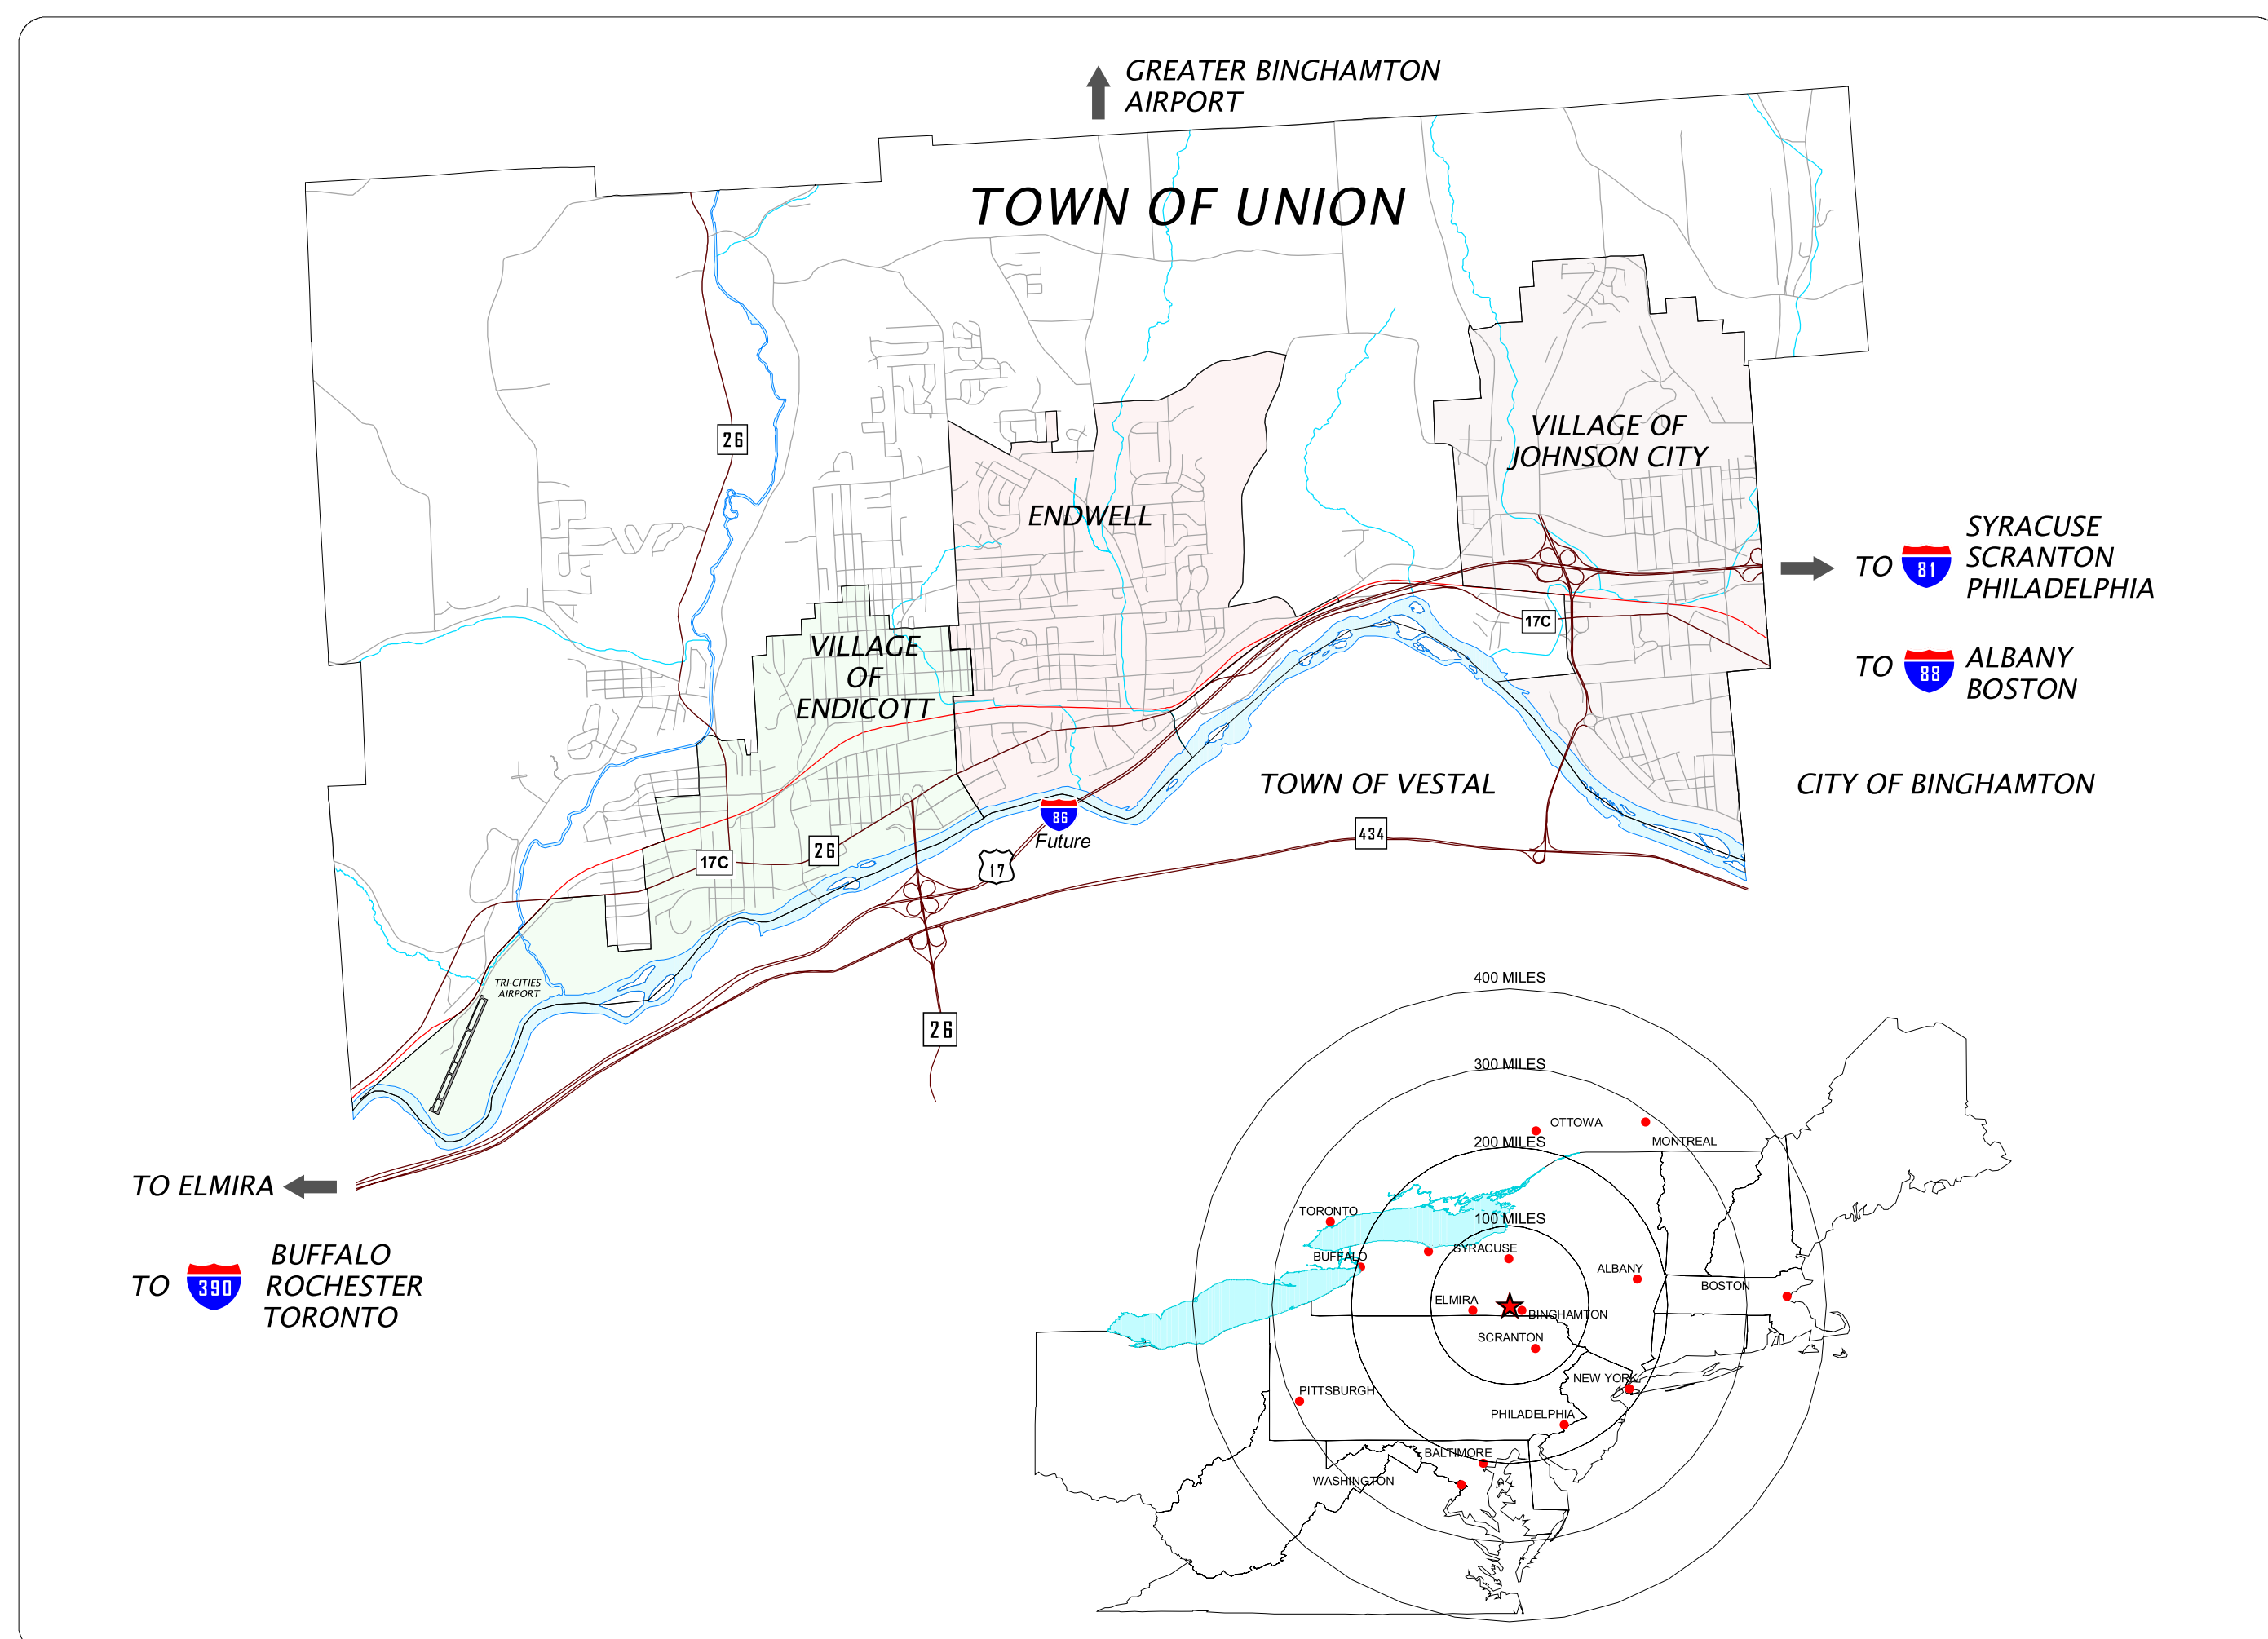 GREATER BINGHAMTON
AIRPORT
TOWN OF UNION
26
VILLAGE OF
JOHNSON CITY
ENDWELL
SYRACUSE
TO 81 SCRANTON
PHILADELPHIA
17C
VILLAGE
OF
ENDICOTT
TO 88 ALBANY
BOSTON
TOWN OF VESTAL
CITY OF BINGHAMTON
86
Future
434
26
17C
17
TRI-CITIES
AIRPORT
26
TO ELMIRA
BUFFALO
TO 390 ROCHESTER
TORONTO
400 MILES
300 MILES
OTTOWA
MONTREAL
200 MILES
TORONTO
100 MILES
BUFFALO
SYRACUSE
ALBANY
BOSTON
ELMIRA
BINGHAMTON
SCRANTON
NEW YORK
PITTSBURGH
PHILADELPHIA
BALTIMORE
WASHINGTON